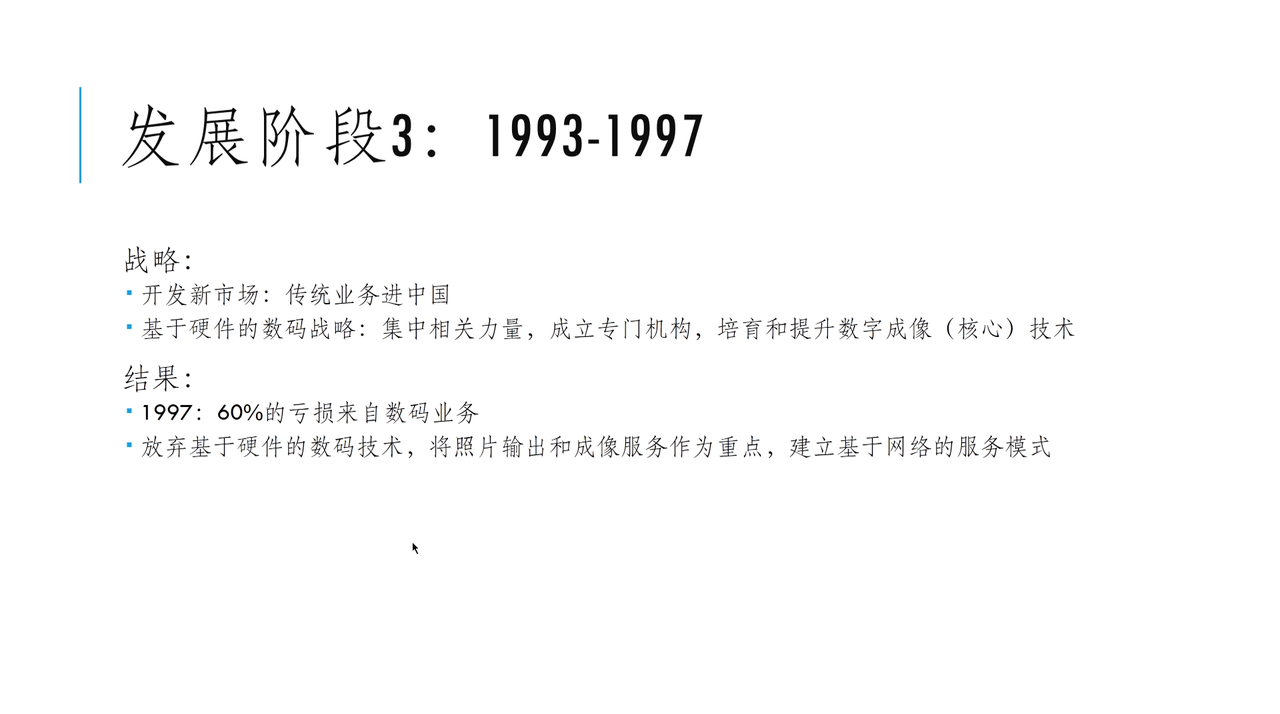 发展阶段3：1993-1997
战略：
开发新市场：传统业务进中国
基于硬件的数码战略：集中相关力量，成立专门机构，培育和提升数字成像（核心）技术
结果：
1997：60%的亏损来自数码业务
放弃基于硬件的数码技术，将照片输出和成像服务作为重点，建立基于网络的服务模式